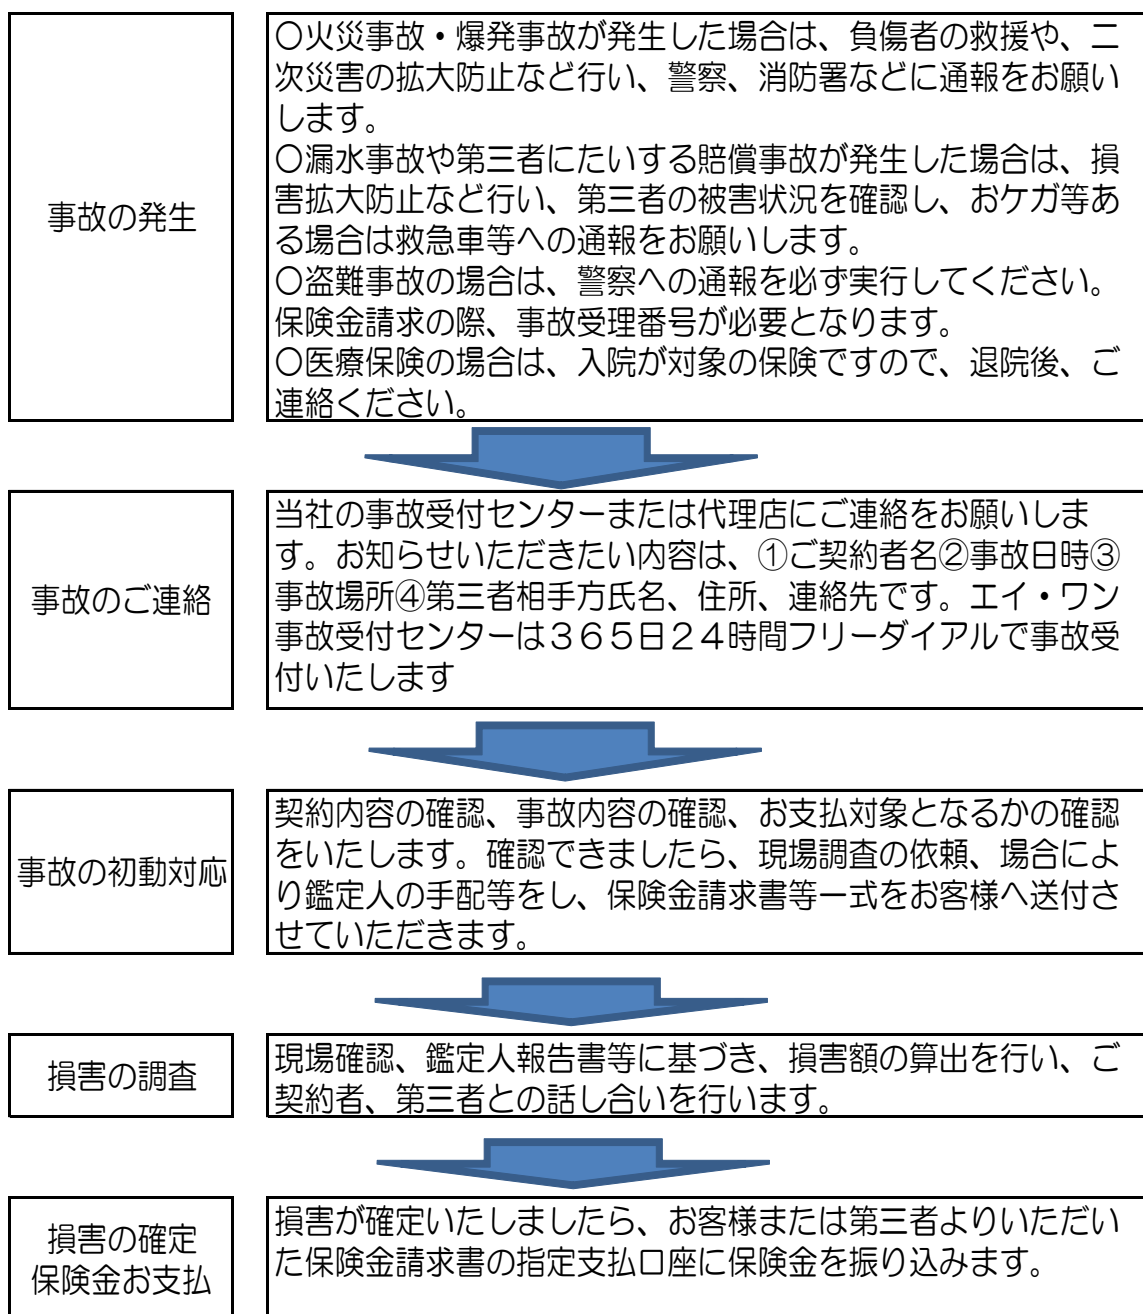 事故の発生
〇火災事故・爆発事故が発生した場合は、負傷者の救援や、二
次災害の拡大防止など行い、警察、消防署などに通報をお願い
します。
〇漏水事故や第三者にたいする賠償事故が発生した場合は、損
害拡大防止など行い、第三者の被害状況を確認し、おケガ等あ
る場合は救急車等への通報をお願いします。
〇盗難事故の場合は、警察への通報を必ず実行してください。
保険金請求の際、事故受理番号が必要となります。
〇医療保険の場合は、入院が対象の保険ですので、退院後、ご
連絡ください。
事故のご連絡
当社の事故受付センターまたは代理店にご連絡をお願いしま
す。お知らせいただきたい内容は、①ご契約者名②事故日時③
事故場所④第三者相手方氏名、住所、連絡先です。エイ・ワン
事故受付センターは３６５日２４時間フリーダイアルで事故受
付いたします
事故の初動対応
契約内容の確認、事故内容の確認、お支払対象となるかの確認
をいたします。確認できましたら、現場調査の依頼、場合によ
り鑑定人の手配等をし、保険金請求書等一式をお客様へ送付さ
せていただきます。
損害の調査
現場確認、鑑定人報告書等に基づき、損害額の算出を行い、ご
契約者、第三者との話し合いを行います。
損害の確定
保険金お支払
損害が確定いたしましたら、お客様または第三者よりいただい
た保険金請求書の指定支払口座に保険金を振り込みます。